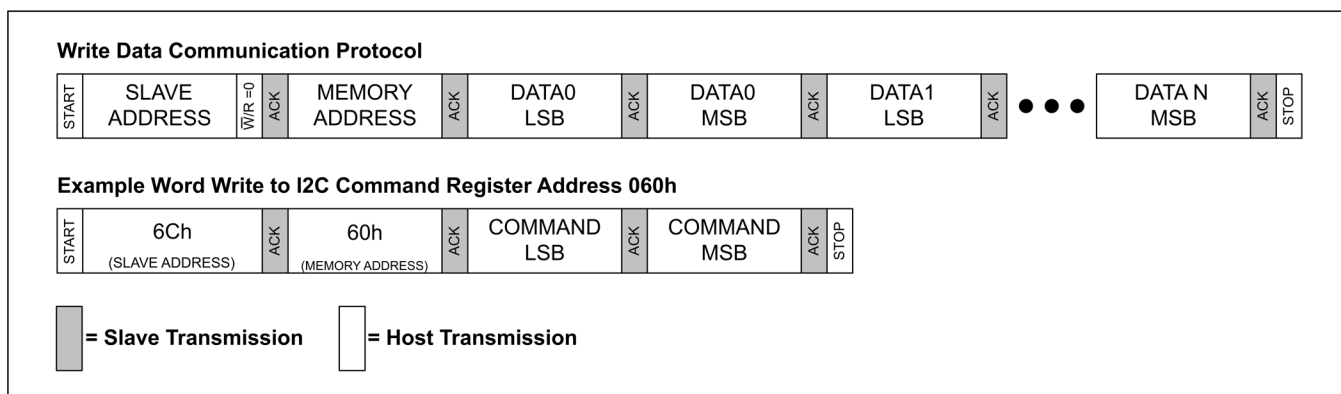 Write Data Communication Protocol
START SLAVE ADDRESS W̅/R =0 ACK MEMORY ADDRESS ACK DATA0 LSB ACK DATA0 MSB ACK DATA1 LSB ACK ●●● DATA N MSB ACK STOP
Example Word Write to I2C Command Register Address 060h
START 6Ch (SLAVE ADDRESS) ACK 60h (MEMORY ADDRESS) ACK COMMAND LSB ACK COMMAND MSB ACK STOP
= Slave Transmission = Host Transmission